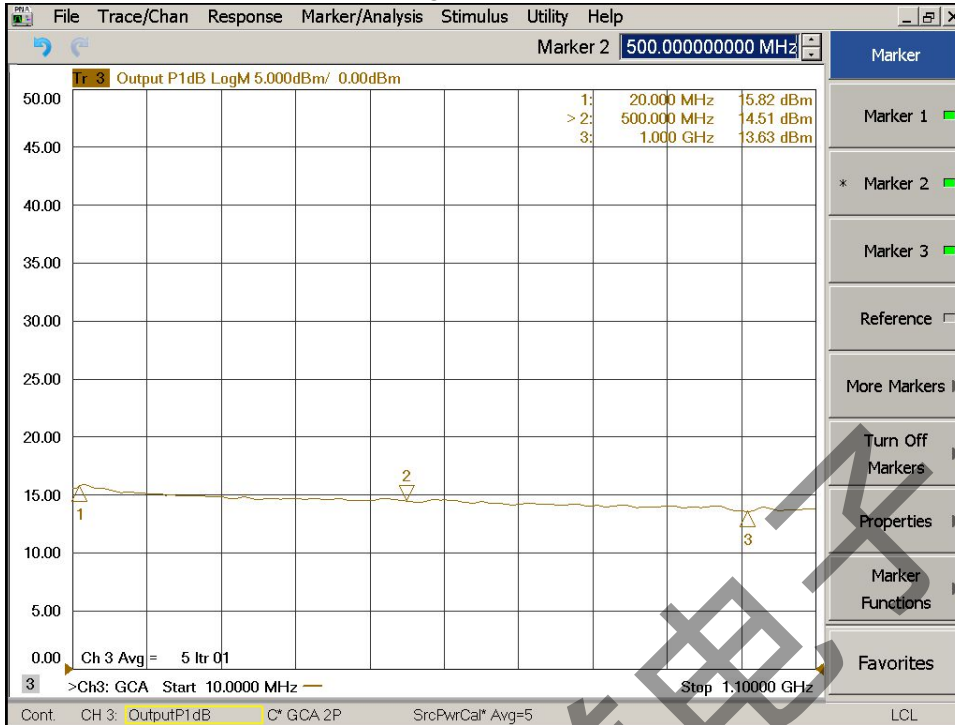 PNA
File Trace/Chan Response Marker/Analysis Stimulus Utility Help
Marker 2 500.000000000 MHz
Marker
Tr 3 Output P1dB LogM 5.000dBm/ 0.00dBm
1: 20.000 MHz 15.82 dBm
> 2: 500.000 MHz 14.51 dBm
3: 1.000 GHz 13.63 dBm
50.00
45.00
40.00
35.00
30.00
25.00
20.00
15.00
10.00
5.00
0.00
1
2
3
Ch 3 Avg = 5 Itr 01
3 >Ch3: GCA Start 10.0000 MHz Stop 1.10000 GHz
Marker 1
* Marker 2
Marker 3
Reference
More Markers
Turn Off
Markers
Properties
Marker
Functions
Favorites
Cont. CH 3: OutputP1dB C* GCA 2P SrcPwrCal* Avg=5 LCL
电子